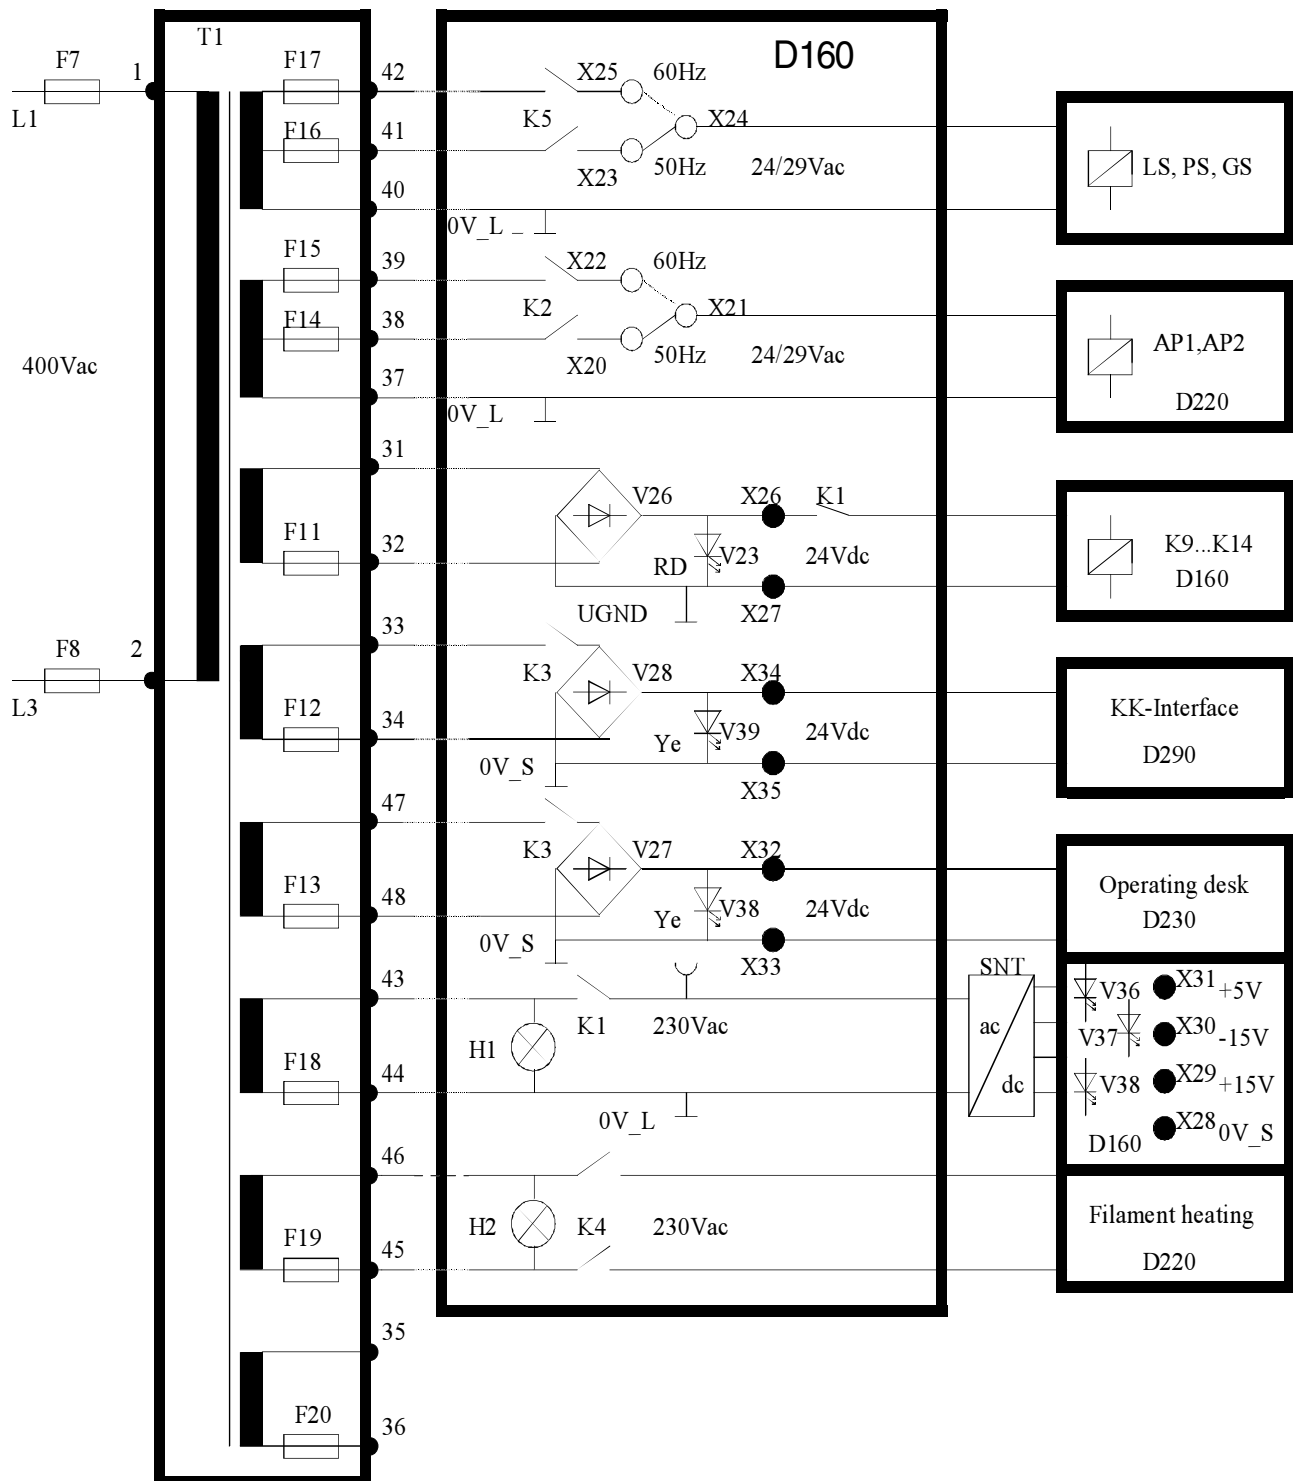 T1
D160
F7
1
F17
42
X25
60Hz
L1
F16
41
K5
X24
X23
50Hz
24/29Vac
LS, PS, GS
40
0V_L
F15
39
X22
60Hz
F14
38
K2
X21
X20
50Hz
24/29Vac
AP1,AP2
D220
400Vac
37
0V_L
31
V26
X26
K1
F11
32
RD
V23
24Vdc
K9...K14
D160
UGND
X27
33
F8
2
K3
V28
X34
L3
F12
34
Ye
V39
24Vdc
KK-Interface
D290
0V_S
X35
47
K3
V27
X32
F13
48
Ye
V38
24Vdc
Operating desk
D230
0V_S
X33
43
SNT
K1
230Vac
H1
ac
dc
V36
X31
+5V
V37
X30
-15V
F18
44
V38
X29
+15V
0V_L
D160
X28
0V_S
46
H2
K4
230Vac
Filament heating
D220
F19
45
35
F20
36